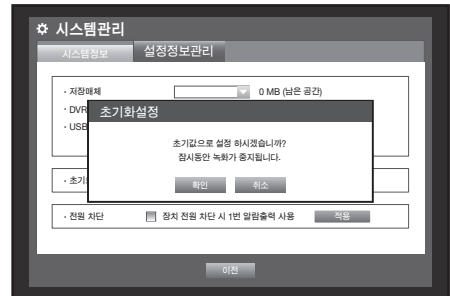 시스템관리
시스템정보 설정정보관리
· 저장매체 0 MB (남은 공간)
· DVR
· USB
초기화설정
초기값으로 설정 하시겠습니까?
잠시동안 녹화가 중지됩니다.
확인 취소
· 초기
· 전원 차단 장치 전원 차단 시 1번 알람출력 사용 적용
이전